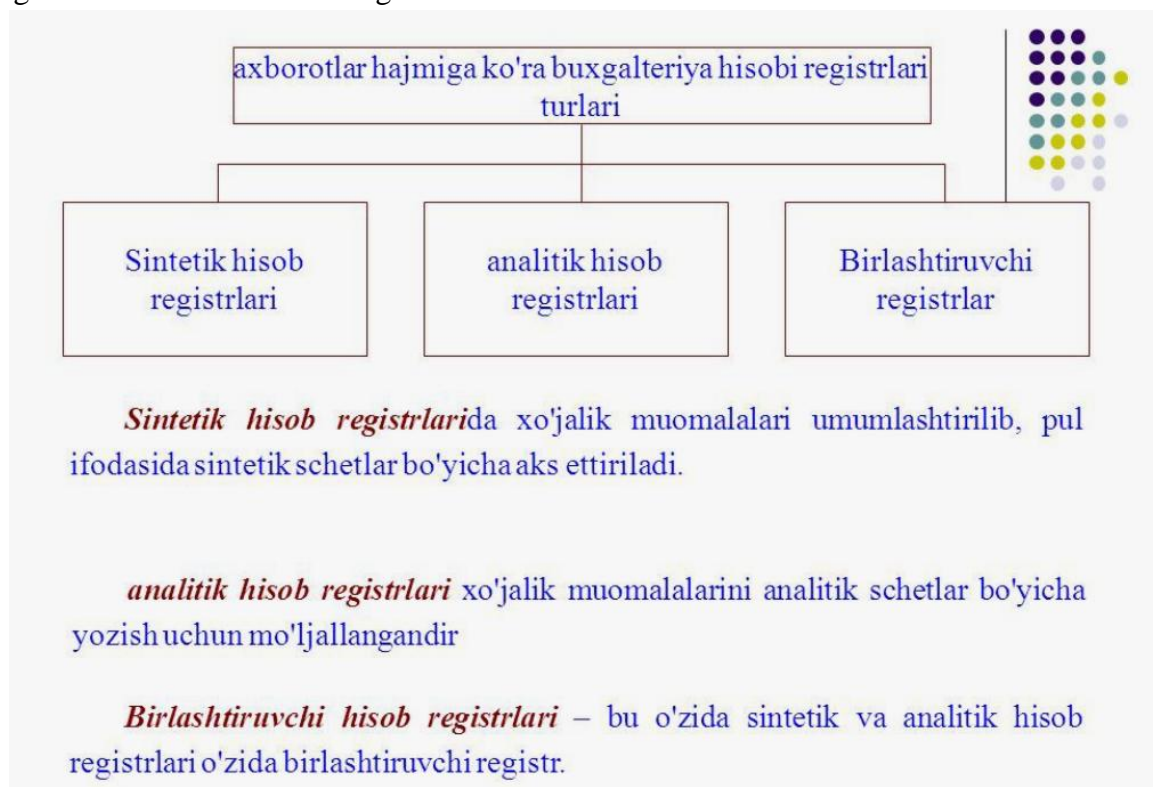 axborotlar hajmiga ko'ra buxgalteriya hisobi registrlari
turlari
Sintetik hisob
registrlari
analitik hisob
registrlari
Birlashtiruvchi
registrlar
Sintetik hisob registrlarida xo'jalik muomalalari umumlashtirilib, pul
ifodasida sintetik schetlar bo'yicha aks ettiriladi.
analitik hisob registrlari xo'jalik muomalalarini analitik schetlar bo'yicha
yozish uchun mo'ljallangandir
Birlashtiruvchi hisob registrlari – bu o'zida sintetik va analitik hisob
registrlari o'zida birlashtiruvchi registr.